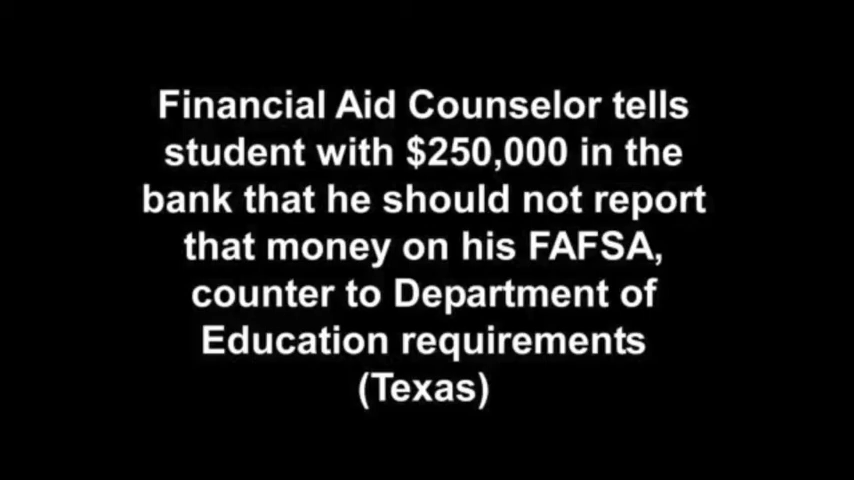 Financial Aid Counselor tells
student with $250,000 in the
bank that he should not report
that money on his FAFSA,
counter to Department of
Education requirements
(Texas)